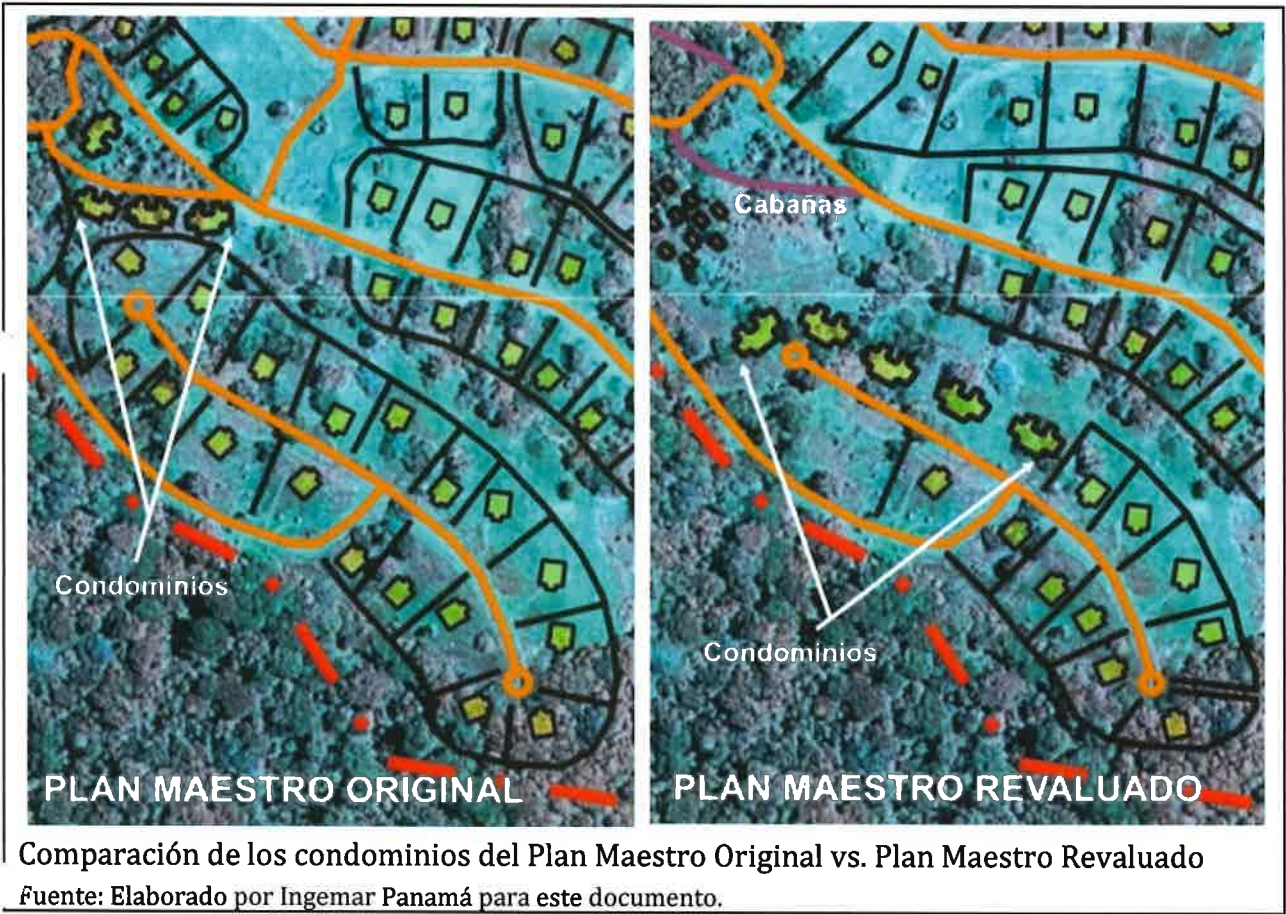 Cabañas
Condominios
Condominios
PLAN MAESTRO ORIGINAL
PLAN MAESTRO REVALUADO
Comparación de los condominios del Plan Maestro Original vs. Plan Maestro Revaluado
Fuente: Elaborado por Ingemar Panamá para este documento.